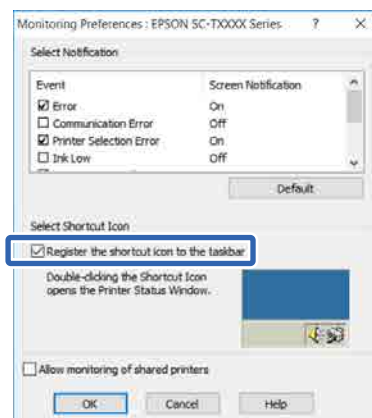 Monitoring Preferences : EPSON SC-TXXXX Series ? ×
Select Notification
Event Screen Notification
Error On
Communication Error Off
Printer Selection Error On
Ink Low Off
Default
Select Shortcut Icon
Register the shortcut icon to the taskbar
Double-clicking the Shortcut Icon
opens the Printer Status Window.
Allow monitoring of shared printers
OK Cancel Help